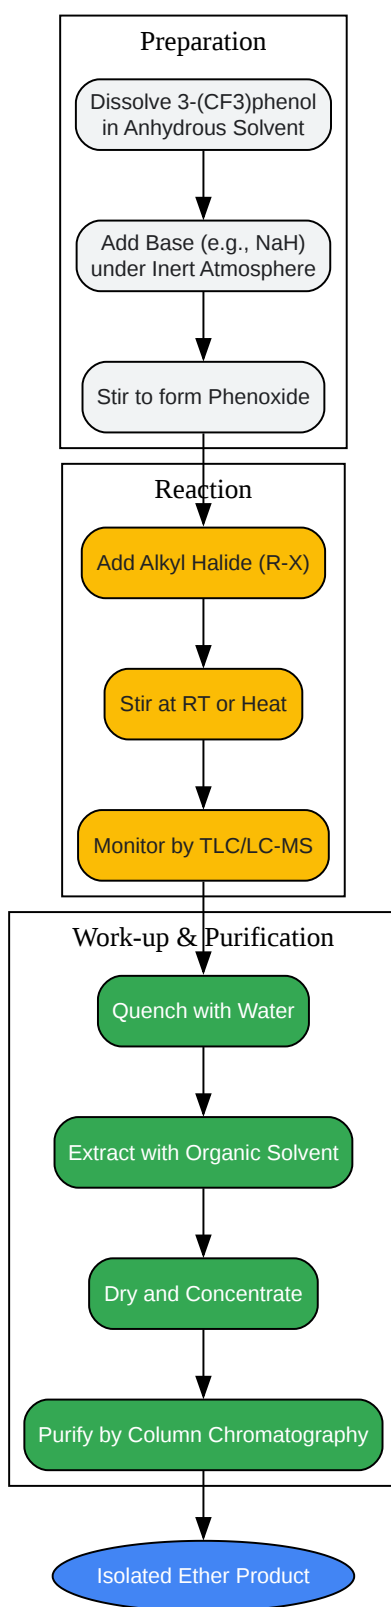 Preparation
Dissolve 3-(CF3)phenol
in Anhydrous Solvent
Add Base (e.g., NaH)
under Inert Atmosphere
Stir to form Phenoxide
Reaction
Add Alkyl Halide (R-X)
Stir at RT or Heat
Monitor by TLC/LC-MS
Work-up & Purification
Quench with Water
Extract with Organic Solvent
Dry and Concentrate
Purify by Column Chromatography
Isolated Ether Product